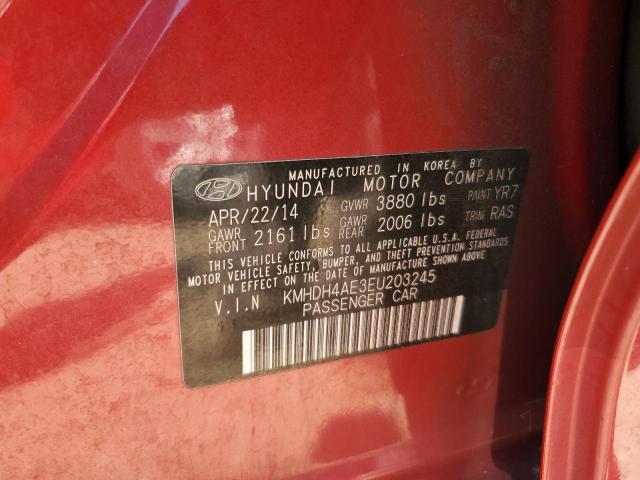 MANUFACTURED IN KOREA BY
HYUNDAI MOTOR COMPANY
APR/22/14 GVWR 3880 lbs PAINT YR7
GAWR FRONT 2161 lbs GAWR REAR 2006 lbs TRIM RAS
THIS VEHICLE CONFORMS TO ALL APPLICABLE U.S.A. FEDERAL
MOTOR VEHICLE SAFETY, BUMPER, AND THEFT PREVENTION STANDARDS
IN EFFECT ON THE DATE OF MANUFACTURE SHOWN ABOVE.
V.I.N KMHDH4AE3EU203245
PASSENGER CAR